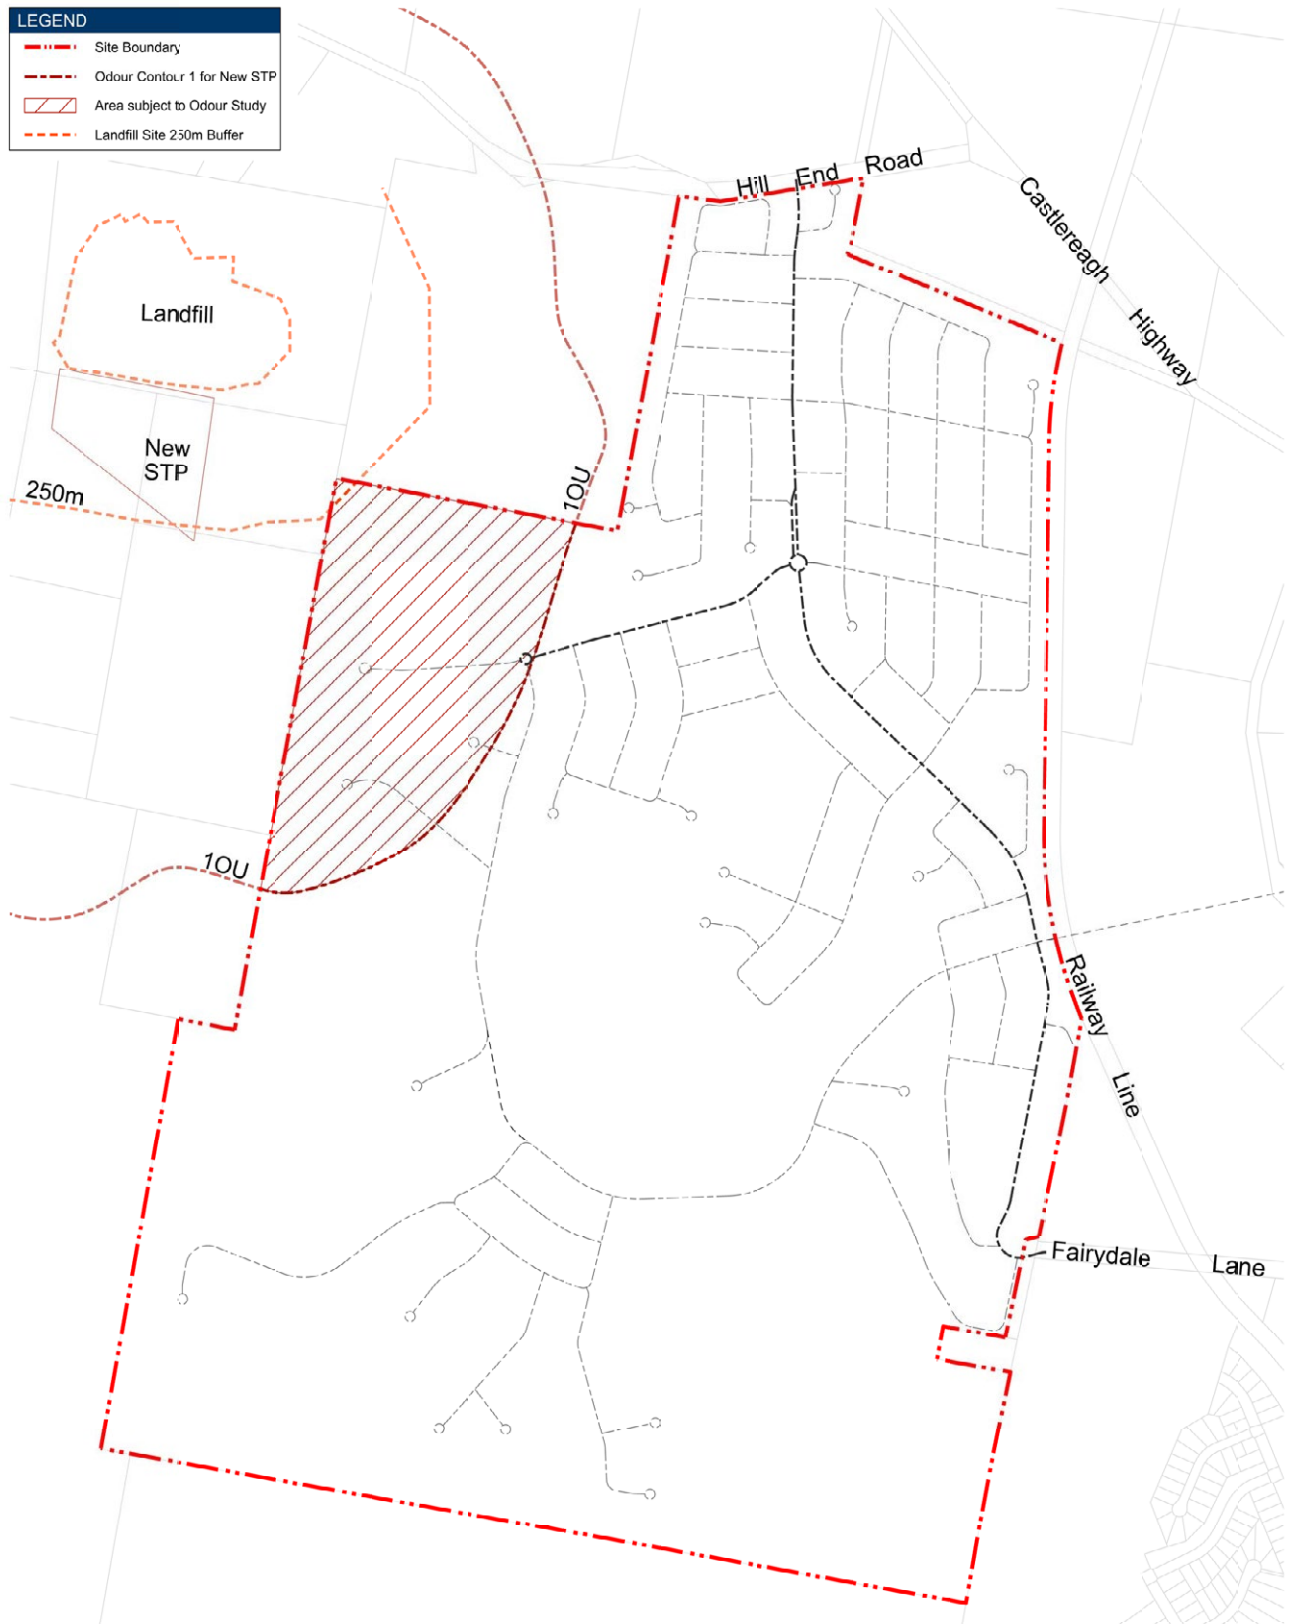 LEGEND
Site Boundary
Odour Contour 1 for New STP
Area subject to Odour Study
Landfill Site 250m Buffer
Hill End Road
Castlereagh
Highway
Landfill
New
STP
250m
1OU
1OU
Railway
Line
Fairydale Lane